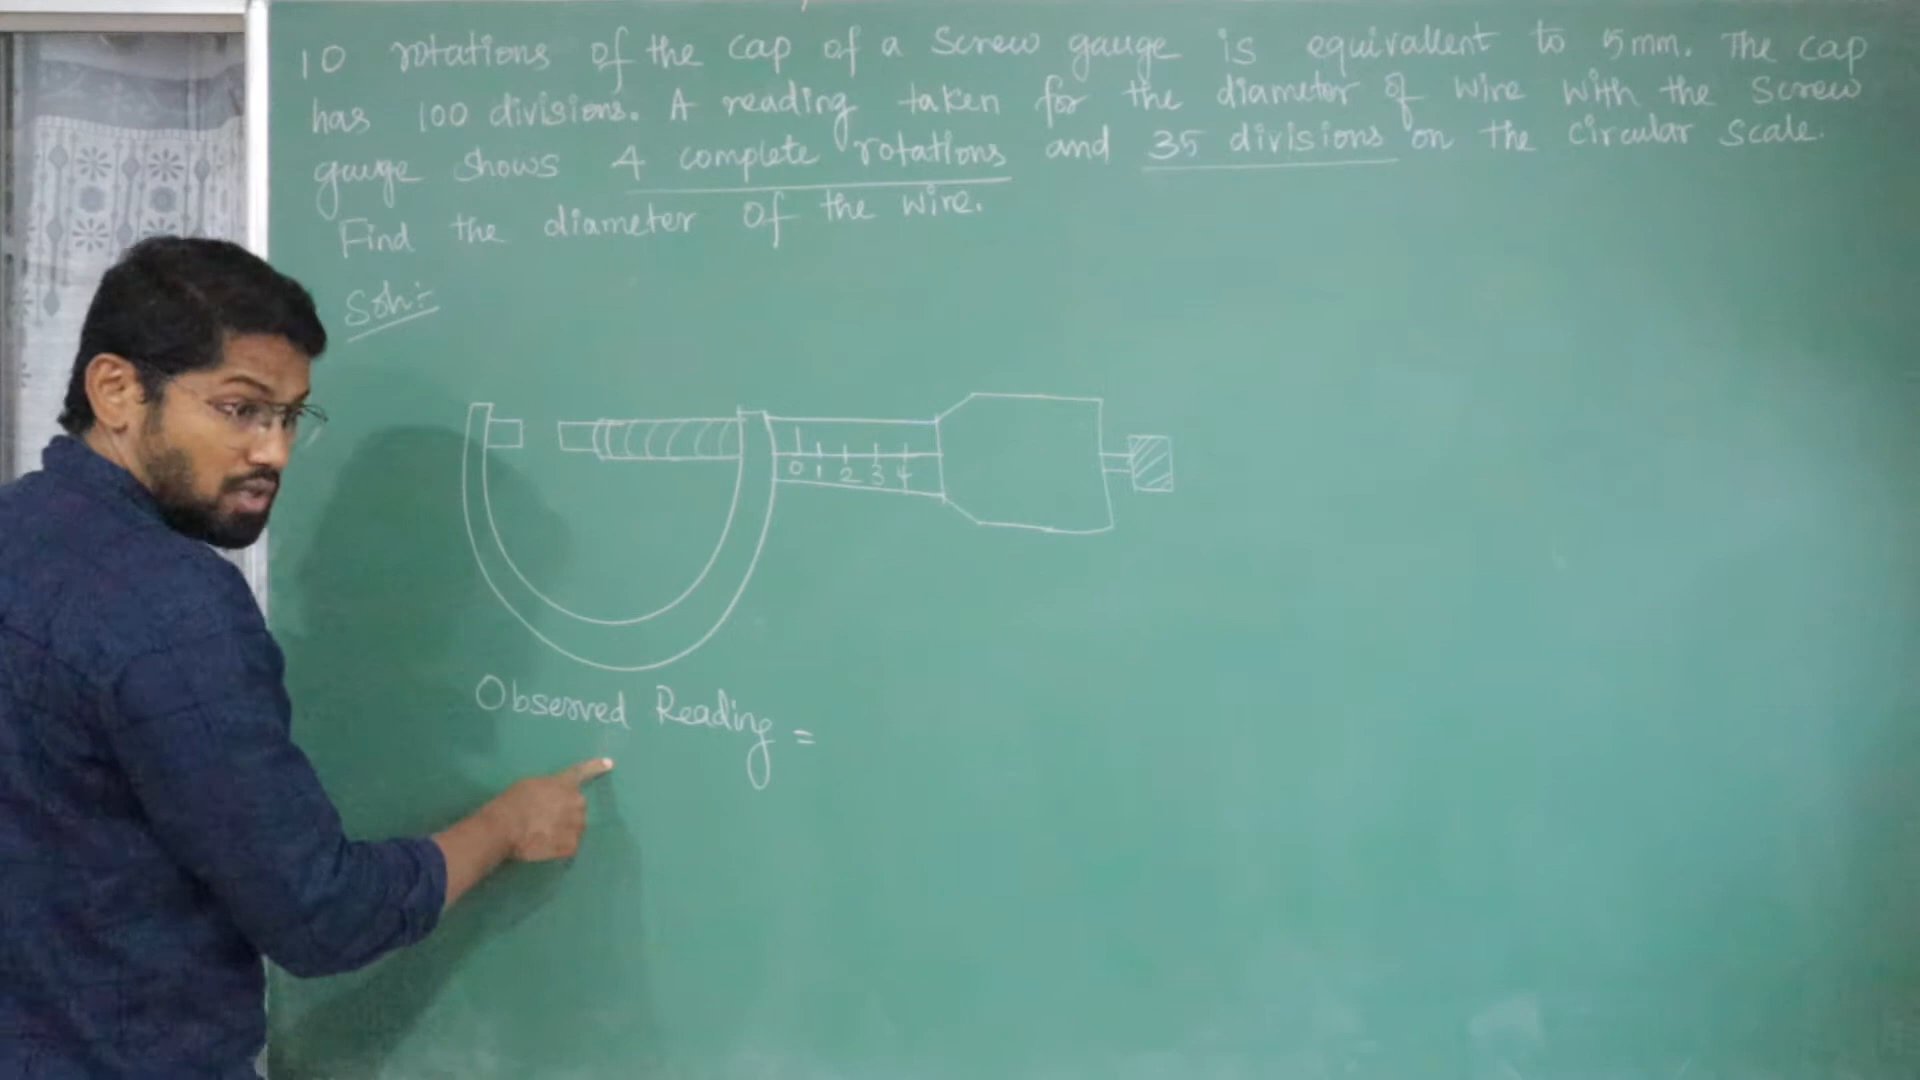 10 rotations of the cap of a screw gauge is equivallent to 5mm. The cap
has 100 divisions. A reading taken for the diameter of wire with the screw
gauge shows 4 complete rotations and 35 divisions on the circular scale.
Find the diameter of the wire.
Soln:
0 1 2 3 4
Observed Reading =